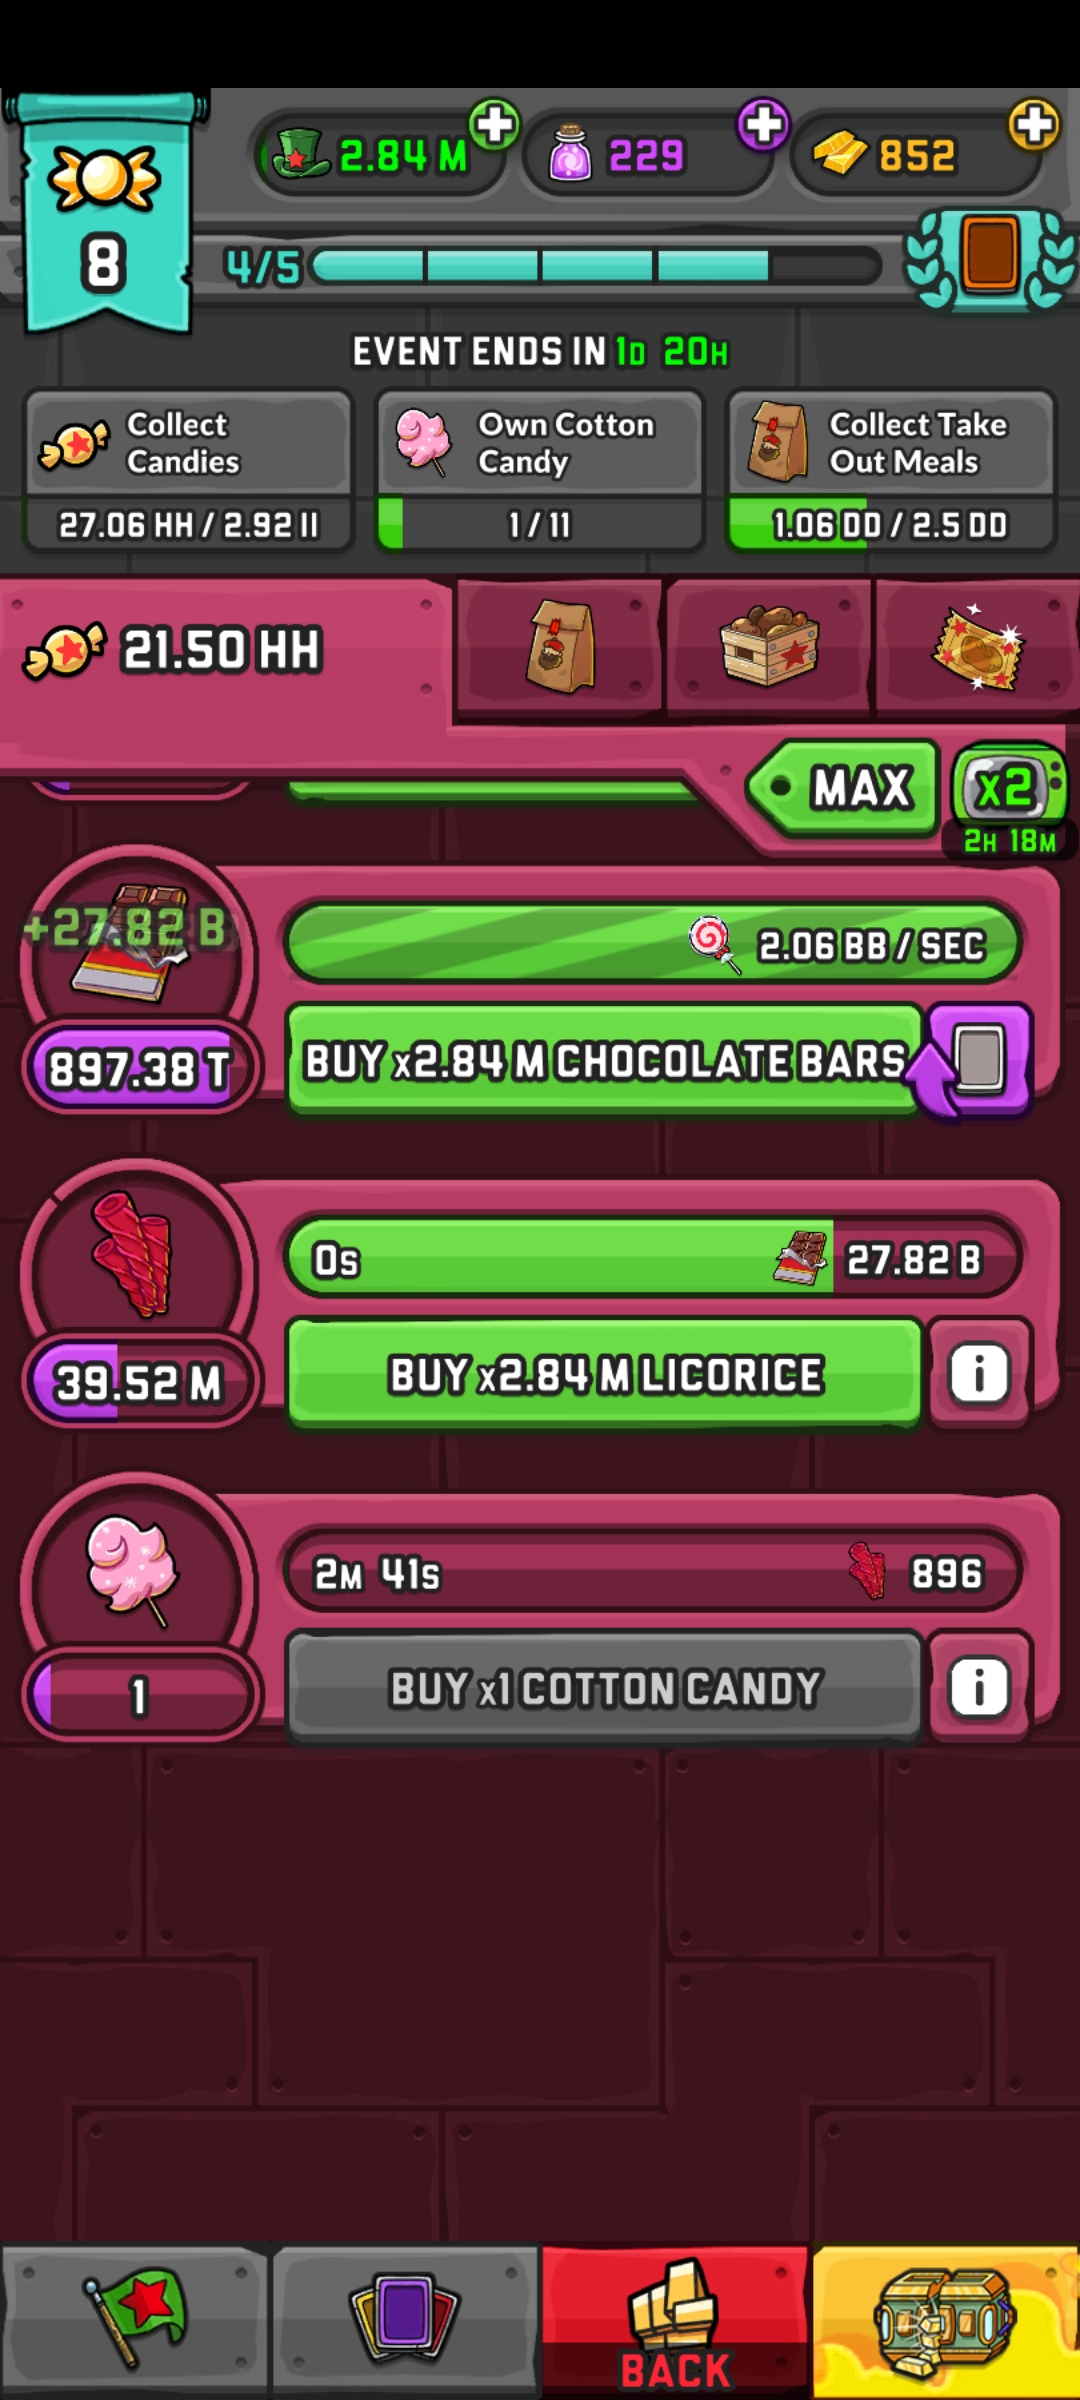 2.84 M
229
852
8
4/5
EVENT ENDS IN 1D 20H
Collect
Candies
27.06 HH / 2.92 II
Own Cotton
Candy
1 / 11
Collect Take
Out Meals
1.06 DD / 2.5 DD
21.50 HH
MAX
x2
2H 18M
+27.82 B
2.06 BB / SEC
897.38 T
BUY x2.84 M CHOCOLATE BARS
0s
27.82 B
39.52 M
BUY x2.84 M LICORICE
i
2M 41s
896
1
BUY x1 COTTON CANDY
i
BACK